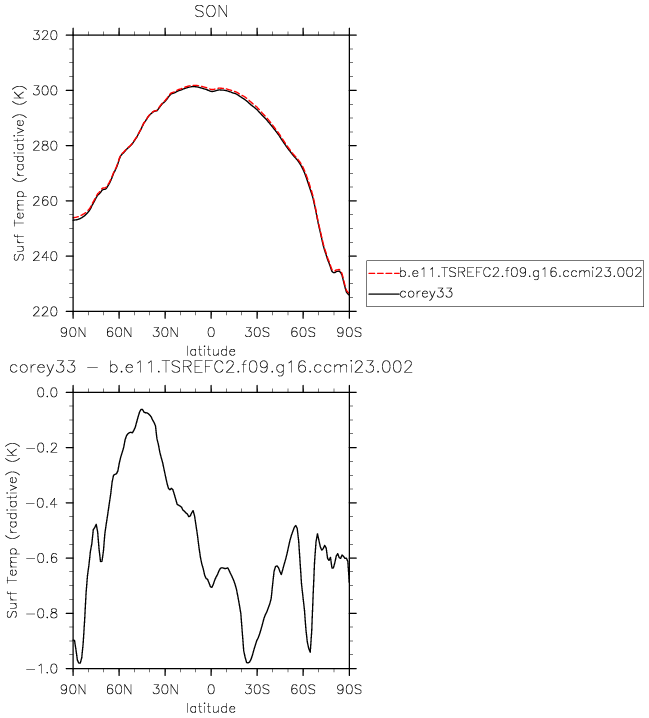 SON
320
300
280
260
240
220
Surf Temp (radiative) (K)
90N 60N 30N 0 30S 60S 90S
latitude
b.e11.TSREFC2.f09.g16.ccmi23.002
corey33
corey33 − b.e11.TSREFC2.f09.g16.ccmi23.002
0.0
−0.2
−0.4
−0.6
−0.8
−1.0
Surf Temp (radiative) (K)
90N 60N 30N 0 30S 60S 90S
latitude